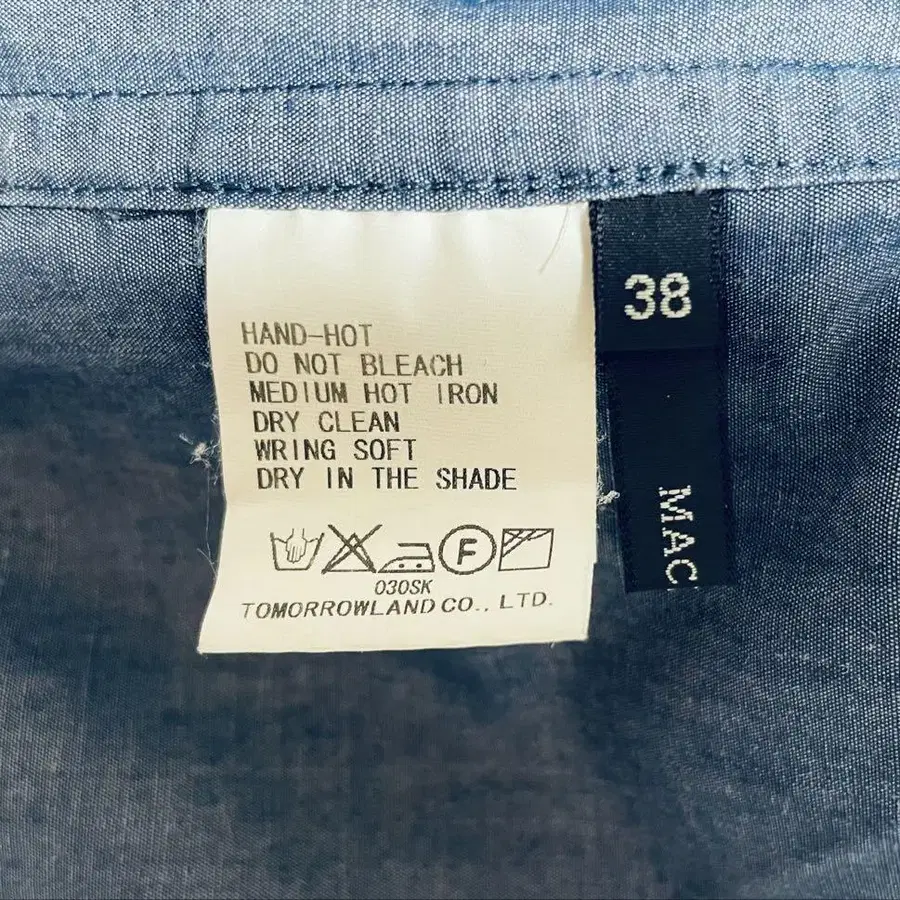 HAND-HOT
DO NOT BLEACH
MEDIUM HOT IRON
DRY CLEAN
WRING SOFT
DRY IN THE SHADE
F
030SK
TOMORROWLAND CO., LTD.
38
MAC